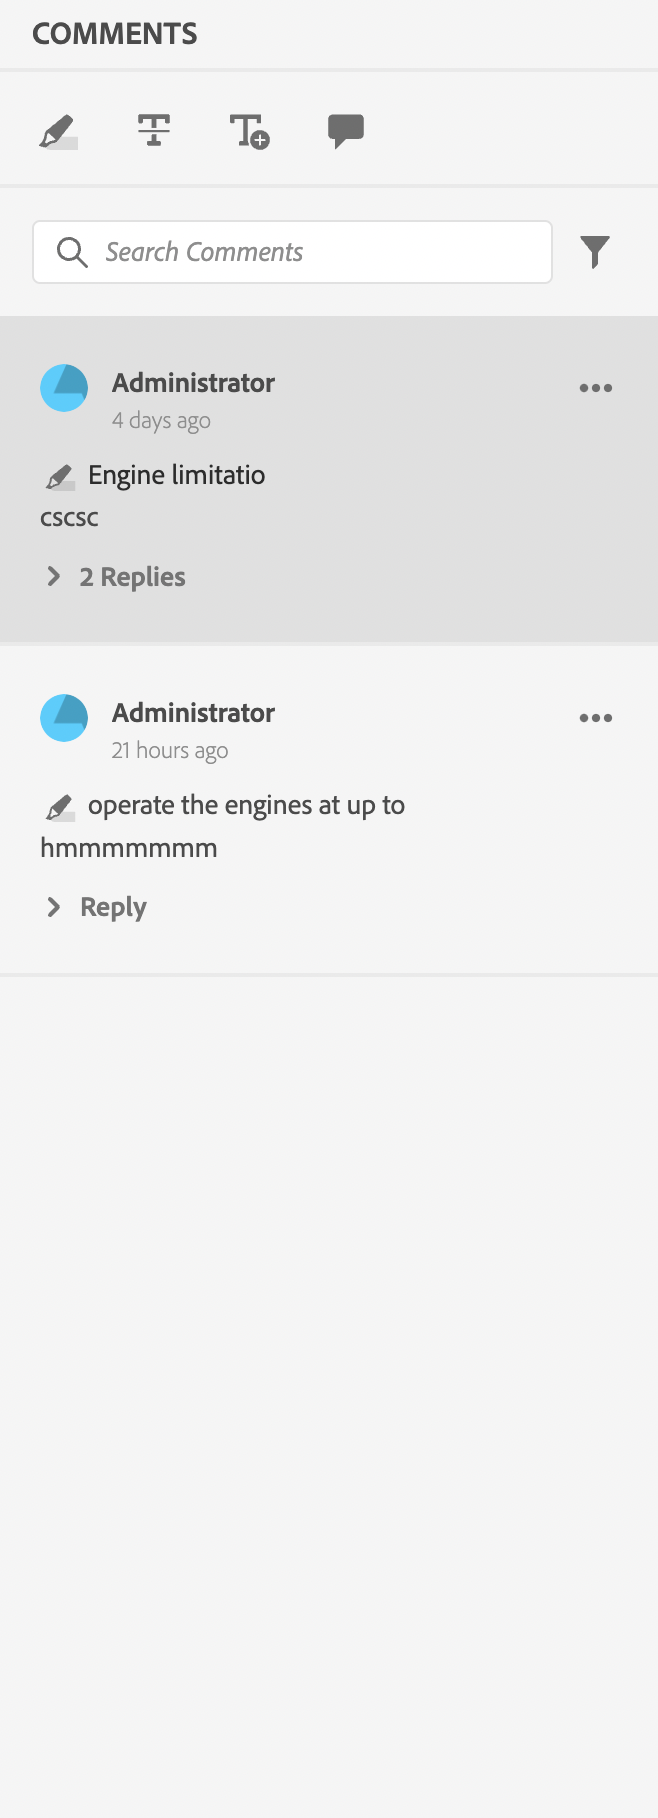 COMMENTS
Search Comments
Administrator
4 days ago
Engine limitatio
cscsc
2 Replies
Administrator
21 hours ago
operate the engines at up to
hmmmmmmm
Reply